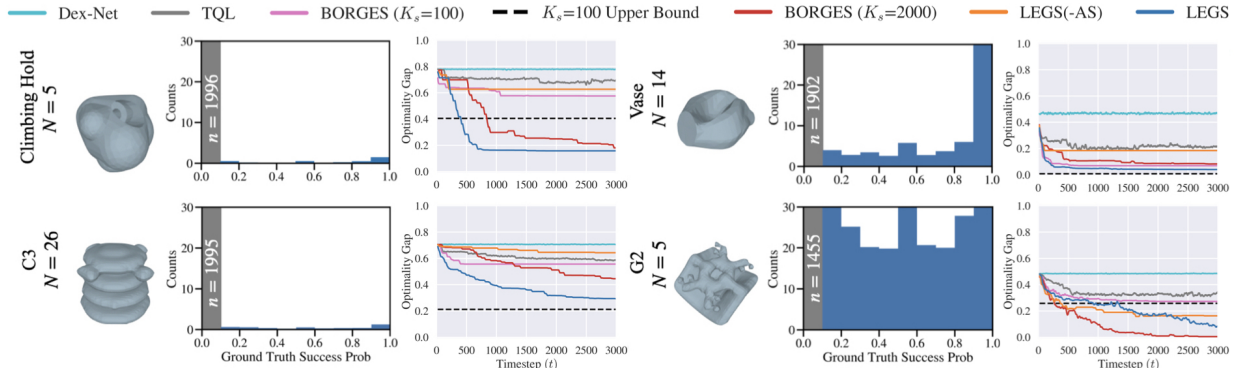 Dex-Net TQL BORGES (Kₛ=100) Kₛ=100 Upper Bound BORGES (Kₛ=2000) LEGS(-AS) LEGS
Climbing Hold
N = 5
30
20
10
0
Counts
n = 1996
0.0 0.2 0.4 0.6 0.8 1.0
1.0
0.8
0.6
0.4
0.2
0.0
Optimality Gap
0 500 1000 1500 2000 2500 3000
Vase
N = 14
30
20
10
0
Counts
n = 1902
0.0 0.2 0.4 0.6 0.8 1.0
1.0
0.8
0.6
0.4
0.2
0.0
Optimality Gap
0 500 1000 1500 2000 2500 3000
C3
N = 26
30
20
10
0
Counts
n = 1995
0.0 0.2 0.4 0.6 0.8 1.0
Ground Truth Success Prob
1.0
0.8
0.6
0.4
0.2
0.0
Optimality Gap
0 500 1000 1500 2000 2500 3000
Timestep (t)
G2
N = 5
30
20
10
0
Counts
n = 1455
0.0 0.2 0.4 0.6 0.8 1.0
Ground Truth Success Prob
1.0
0.8
0.6
0.4
0.2
0.0
Optimality Gap
0 500 1000 1500 2000 2500 3000
Timestep (t)